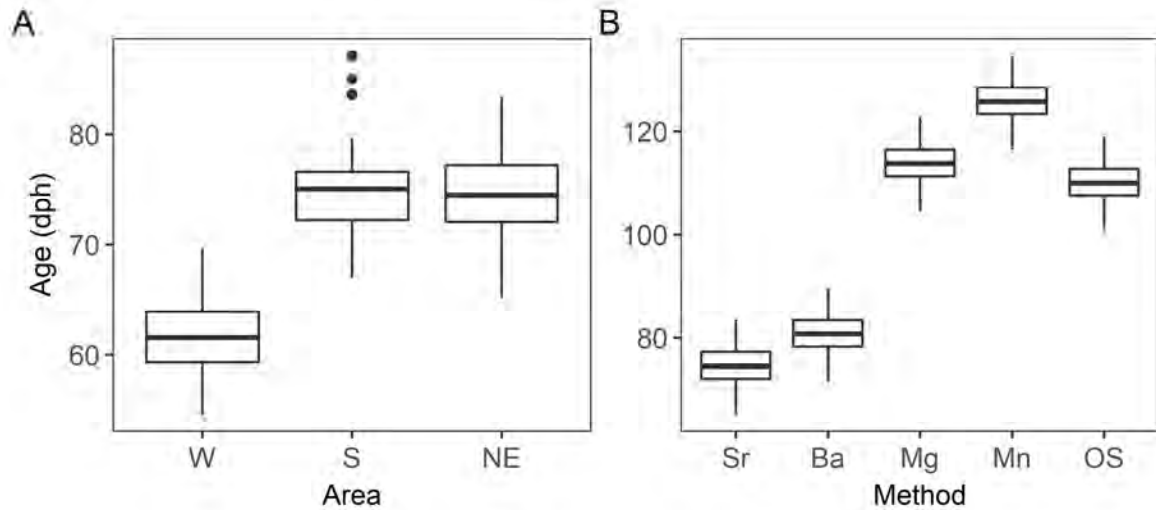 A
B
80
70
60
Age (dph)
W S NE
Area
120
100
80
Sr Ba Mg Mn OS
Method